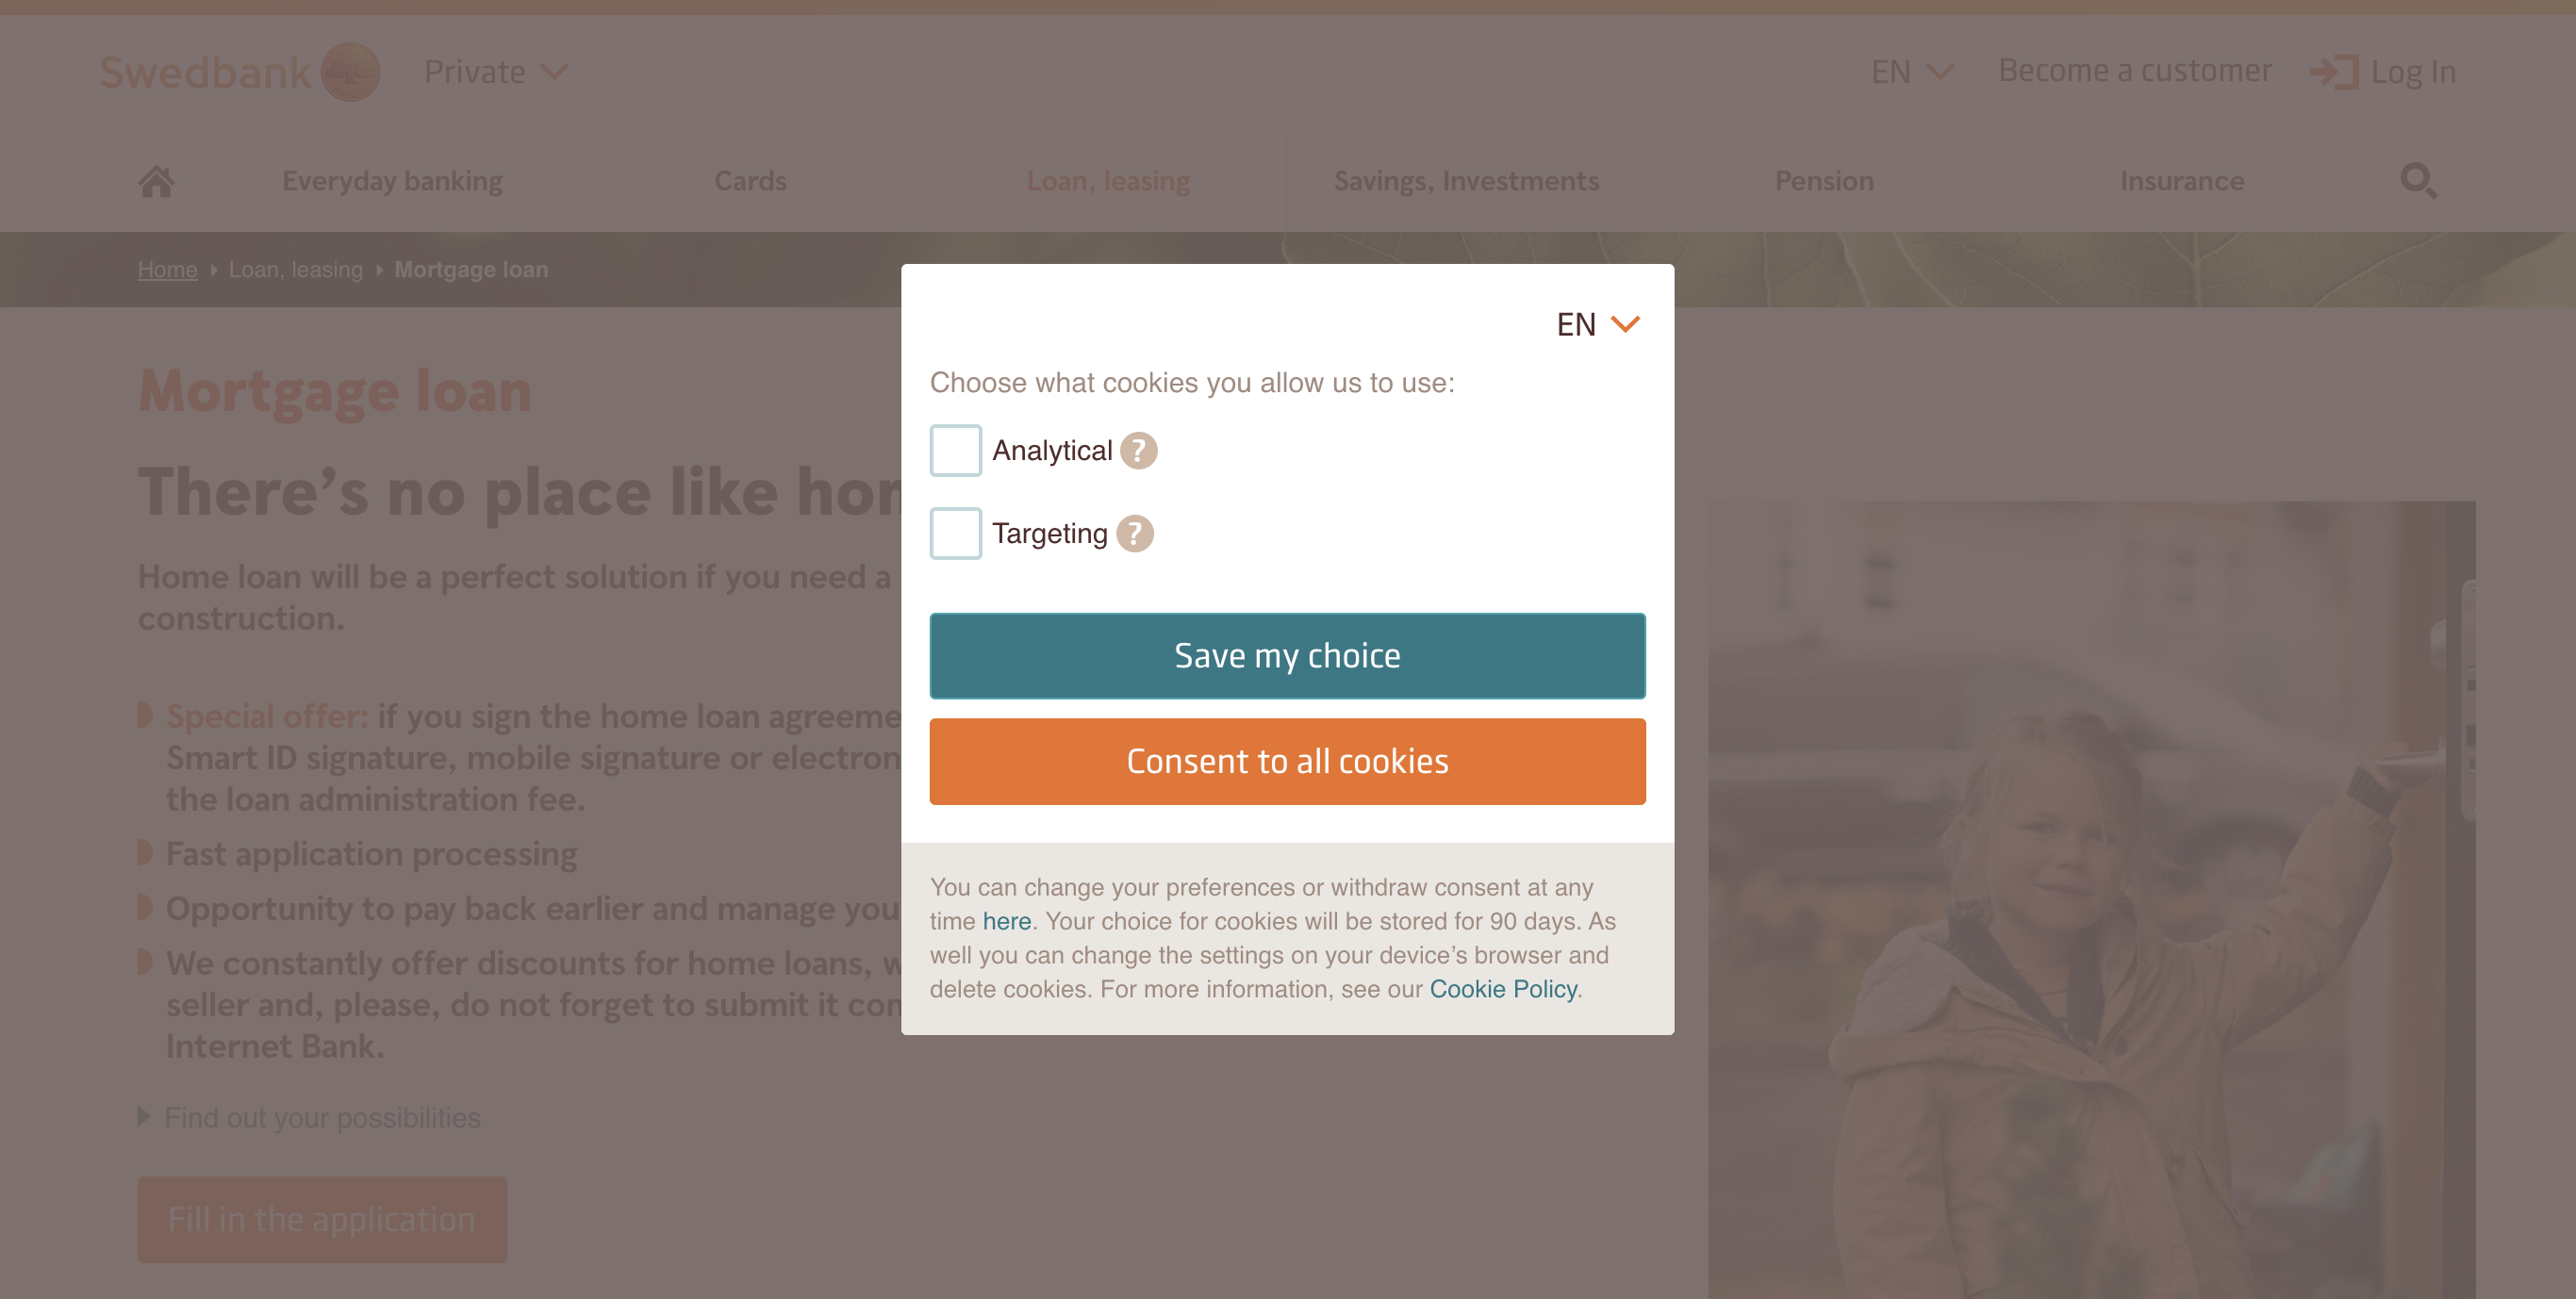 Swedbank
Private
EN
Become a customer
Log In
Everyday banking
Cards
Loan, leasing
Savings, Investments
Pension
Insurance
Home
Loan, leasing
Mortgage loan
Mortgage loan
There's no place like
Home loan will be a perfect solution if you need a
construction.
Special offer: if you sign the home loan
Smart ID signature, mobile signature or
the loan administration fee.
Fast application processing
Opportunity to pay back earlier and manage
We constantly offer discounts for home loans,
seller and, please, do not forget to submit it
Internet Bank.
Find out your possibilities
Fill in the application
EN
Choose what cookies you allow us to use:
Analytical ?
Targeting ?
Save my choice
Consent to all cookies
You can change your preferences or withdraw consent at any
time here. Your choice for cookies will be stored for 90 days. As
well you can change the settings on your device's browser and
delete cookies. For more information, see our Cookie Policy.